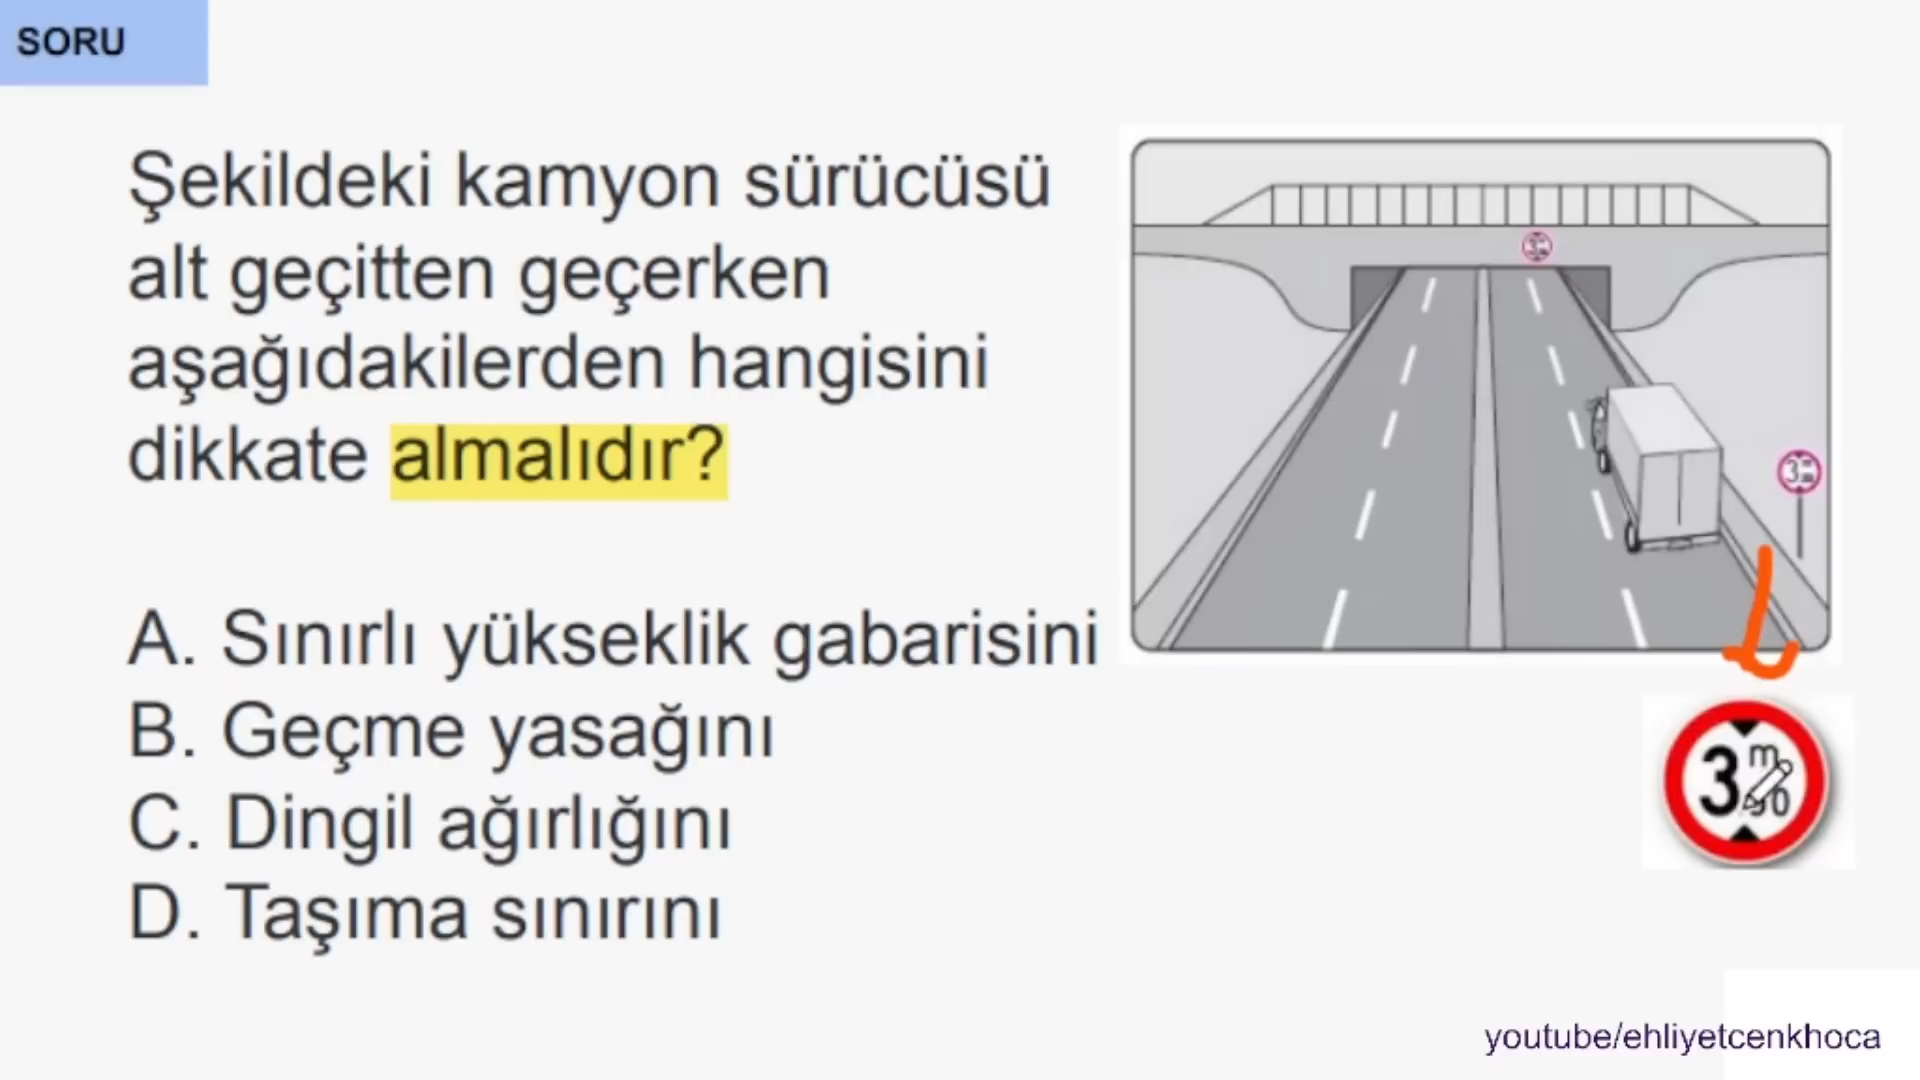 SORU
Şekildeki kamyon sürücüsü
alt geçitten geçerken
aşağıdakilerden hangisini
dikkate almalıdır?
A. Sınırlı yükseklik gabarisini
B. Geçme yasağını
C. Dingil ağırlığını
D. Taşıma sınırını
3 m
youtube/ehliyetcenkhoca